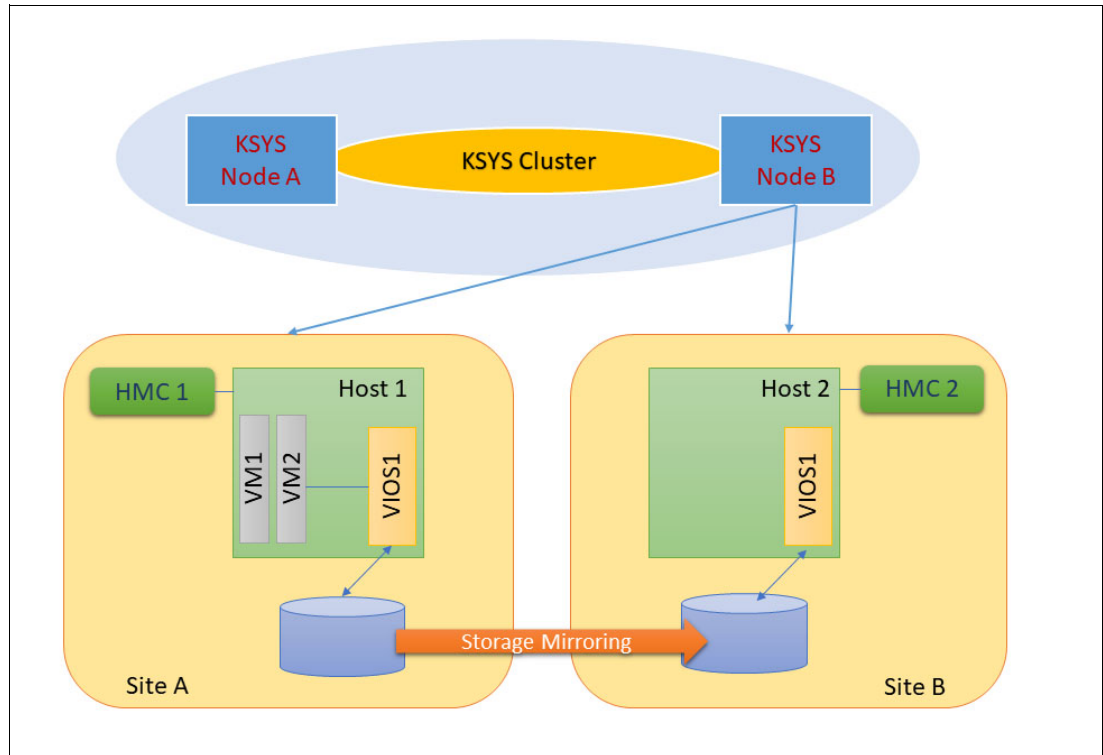 KSYS
Node A
KSYS Cluster
KSYS
Node B
HMC 1
Host 1
VM1
VM2
VIOS1
Site A
Host 2
HMC 2
VIOS1
Storage Mirroring
Site B